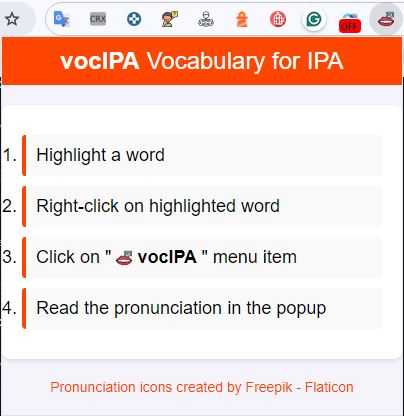 CRX
OFF
vocIPA Vocabulary for IPA
1. Highlight a word
2. Right-click on highlighted word
3. Click on " vocIPA " menu item
4. Read the pronunciation in the popup
Pronunciation icons created by Freepik - Flaticon